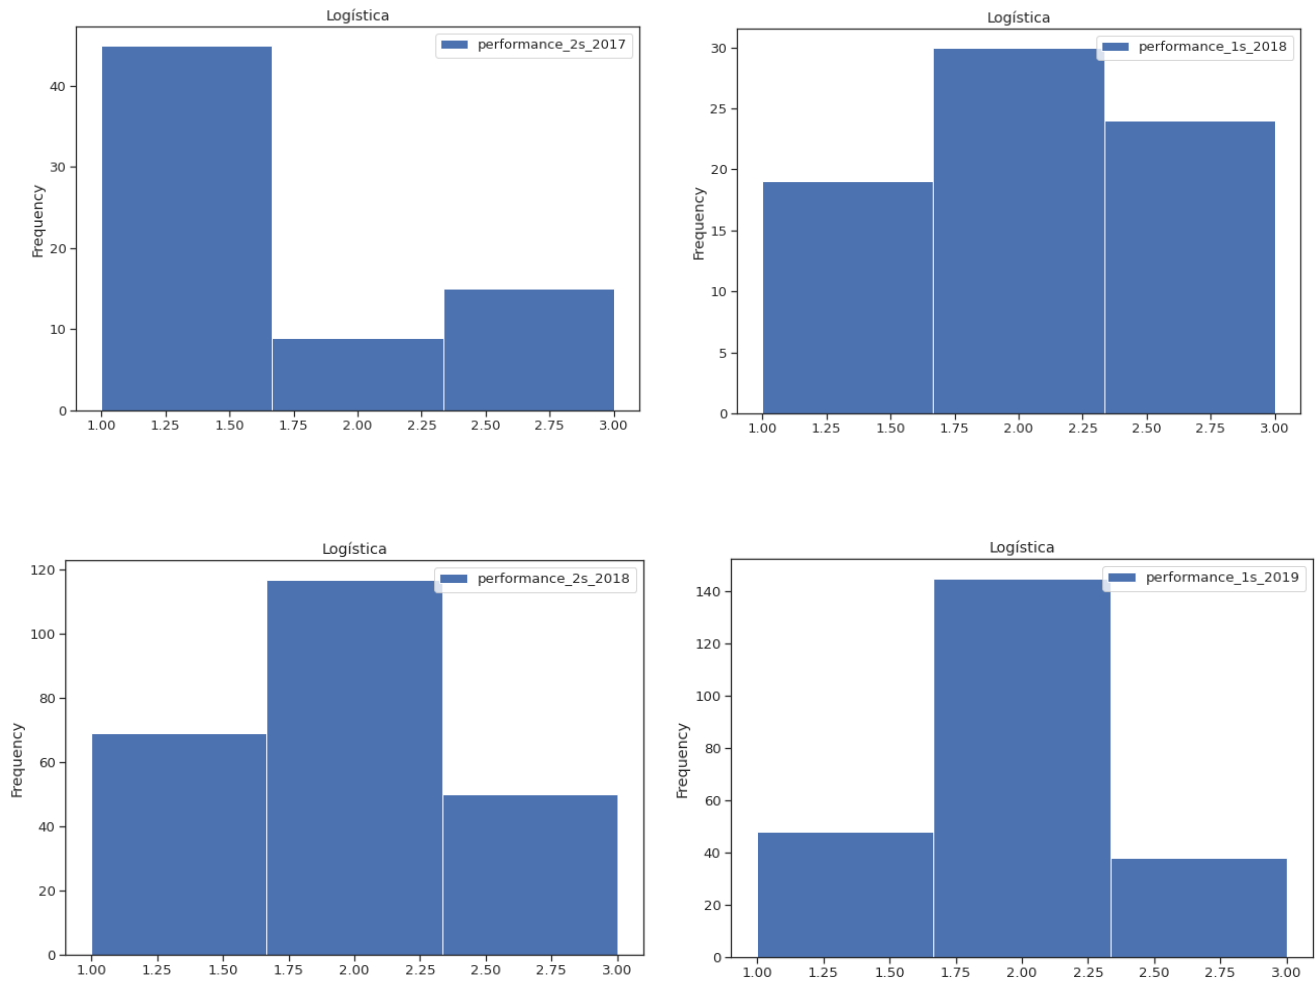 Logística
performance_2s_2017
Frequency
40
30
20
10
0
1.00 1.25 1.50 1.75 2.00 2.25 2.50 2.75 3.00
Logística
performance_1s_2018
Frequency
30
25
20
15
10
5
0
1.00 1.25 1.50 1.75 2.00 2.25 2.50 2.75 3.00
Logística
performance_2s_2018
Frequency
120
100
80
60
40
20
0
1.00 1.25 1.50 1.75 2.00 2.25 2.50 2.75 3.00
Logística
performance_1s_2019
Frequency
140
120
100
80
60
40
20
0
1.00 1.25 1.50 1.75 2.00 2.25 2.50 2.75 3.00